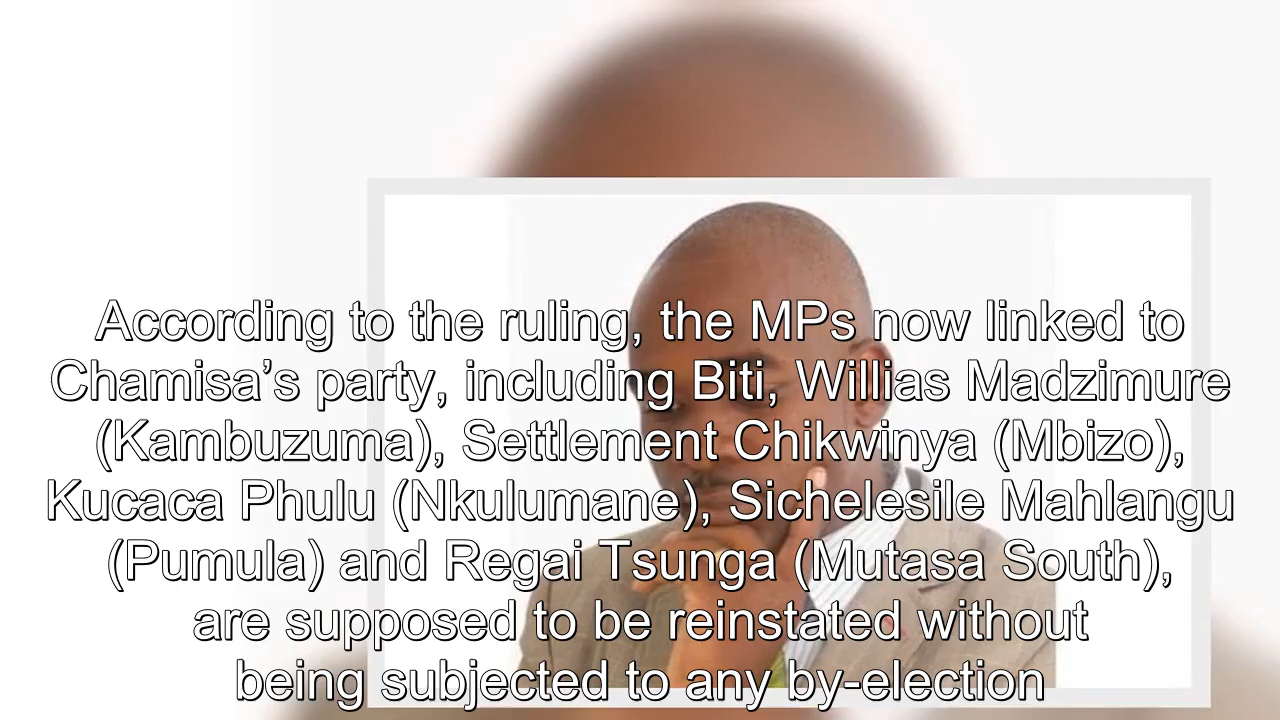 According to the ruling, the MPs now linked to
Chamisa’s party, including Biti, Willias Madzimure
(Kambuzuma), Settlement Chikwinya (Mbizo),
Kucaca Phulu (Nkulumane), Sichelesile Mahlangu
(Pumula) and Regai Tsunga (Mutasa South),
are supposed to be reinstated without
being subjected to any by-election